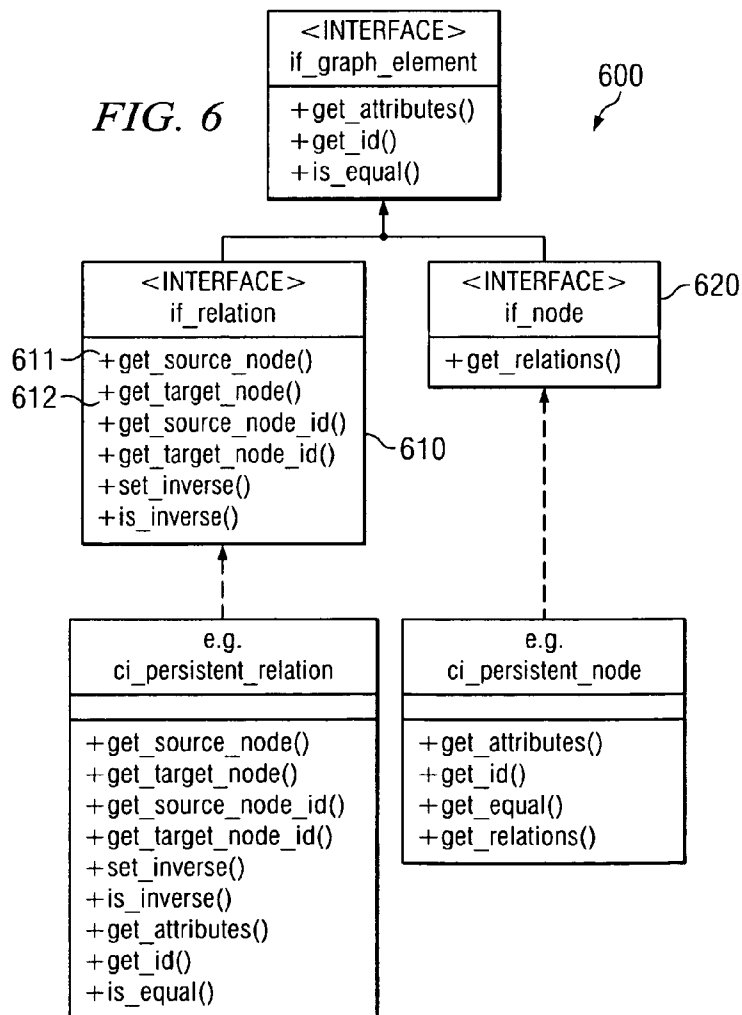 <INTERFACE>
if_graph_element
+get_attributes()
+get_id()
+is_equal()
FIG. 6
600
<INTERFACE>
if_relation
611
+get_source_node()
612
+get_target_node()
+get_source_node_id()
+get_target_node_id()
+set_inverse()
+is_inverse()
610
<INTERFACE>
if_node
+get_relations()
620
e.g.
ci_persistent_relation
+get_source_node()
+get_target_node()
+get_source_node_id()
+get_target_node_id()
+set_inverse()
+is_inverse()
+get_attributes()
+get_id()
+is_equal()
e.g.
ci_persistent_node
+get_attributes()
+get_id()
+get_equal()
+get_relations()